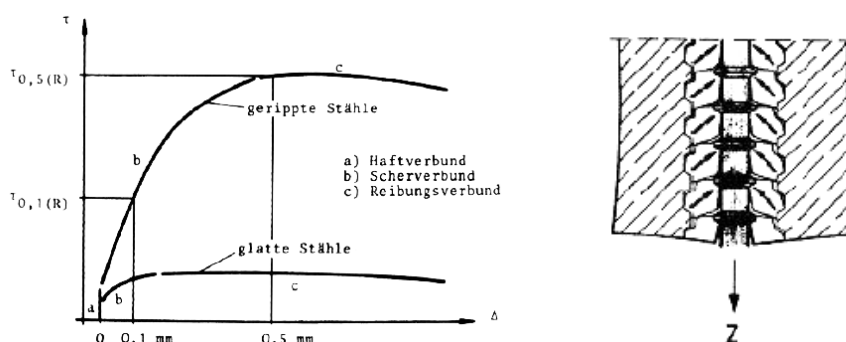 τ
τ0,5(R)
c
gerippte Stähle
b
a) Haftverbund
b) Scherverbund
c) Reibungsverbund
τ0,1(R)
glatte Stähle
a
b
c
Δ
0
0,1 mm
0,5 mm
Z